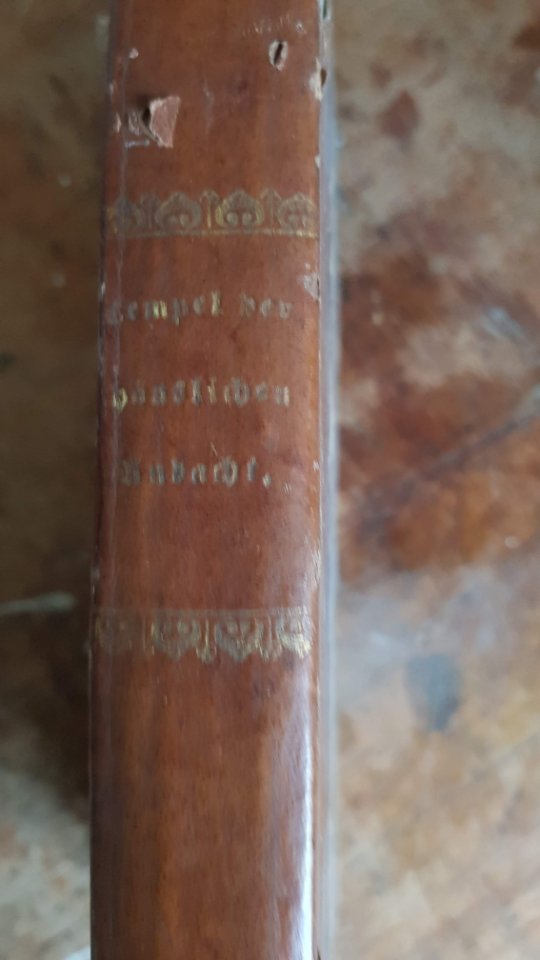 Tempel der
häuslichen
Andacht.